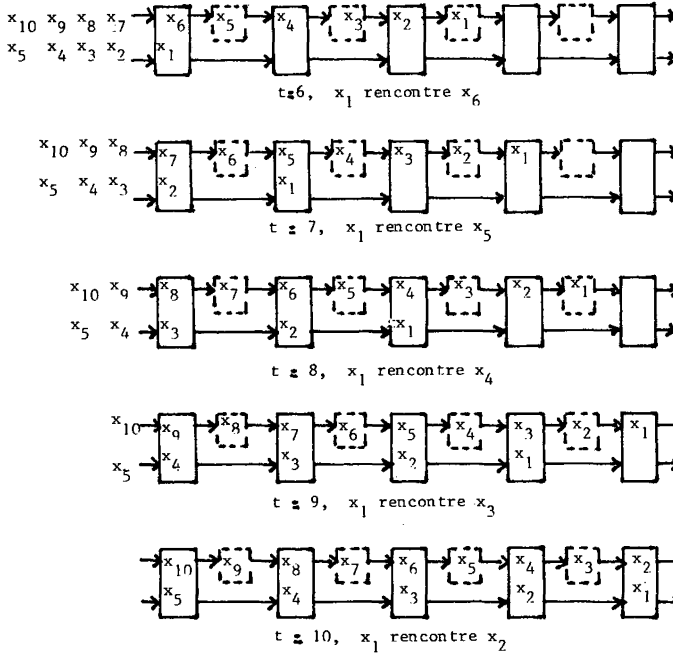 x10 x9 x8 x7 x6 x5 x4 x3 x2 x1
x5 x4 x3 x2 x1
t=6, x1 rencontre x6
x10 x9 x8 x7 x6 x5 x4 x3 x2 x1
x5 x4 x3 x2 x1
t = 7, x1 rencontre x5
x10 x9 x8 x7 x6 x5 x4 x3 x2 x1
x5 x4 x3 x2 x1
t = 8, x1 rencontre x4
x10 x9 x8 x7 x6 x5 x4 x3 x2 x1
x5 x4 x3 x2 x1
t = 9, x1 rencontre x3
x10 x9 x8 x7 x6 x5 x4 x3 x2
x5 x4 x3 x2 x1
t = 10, x1 rencontre x2